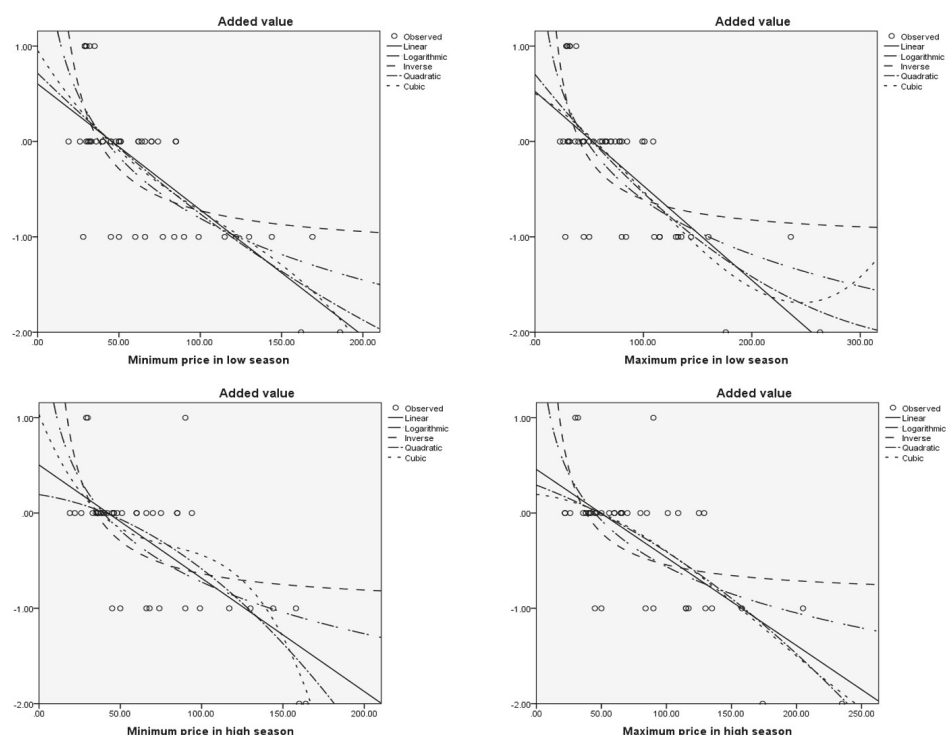 Added value
1.00
.00
-1.00
-2.00
.00
50.00
100.00
150.00
200.00
Minimum price in low season
Observed
Linear
Logarithmic
Inverse
Quadratic
Cubic
Added value
1.00
.00
-1.00
-2.00
.00
100.00
200.00
300.00
Maximum price in low season
Observed
Linear
Logarithmic
Inverse
Quadratic
Cubic
Added value
1.00
.00
-1.00
-2.00
.00
50.00
100.00
150.00
200.00
Minimum price in high season
Observed
Linear
Logarithmic
Inverse
Quadratic
Cubic
Added value
1.00
.00
-1.00
-2.00
.00
50.00
100.00
150.00
200.00
250.00
Maximum price in high season
Observed
Linear
Logarithmic
Inverse
Quadratic
Cubic